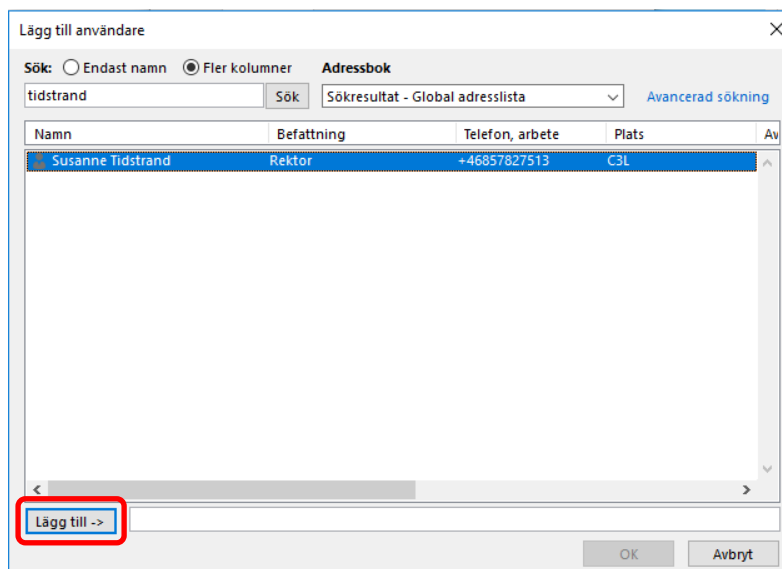 Lägg till användare
Sök: Endast namn Fler kolumner Adressbok
tidstrand Sök Sökresultat - Global adresslista Avancerad sökning
Namn Befattning Telefon, arbete Plats Av
Susanne Tidstrand Rektor +46857827513 C3L
Lägg till ->
OK Avbryt